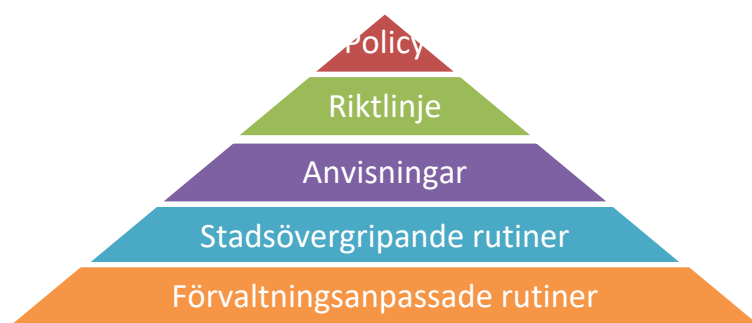 Policy
Riktlinje
Anvisningar
Stadsövergripande rutiner
Förvaltningsanpassade rutiner